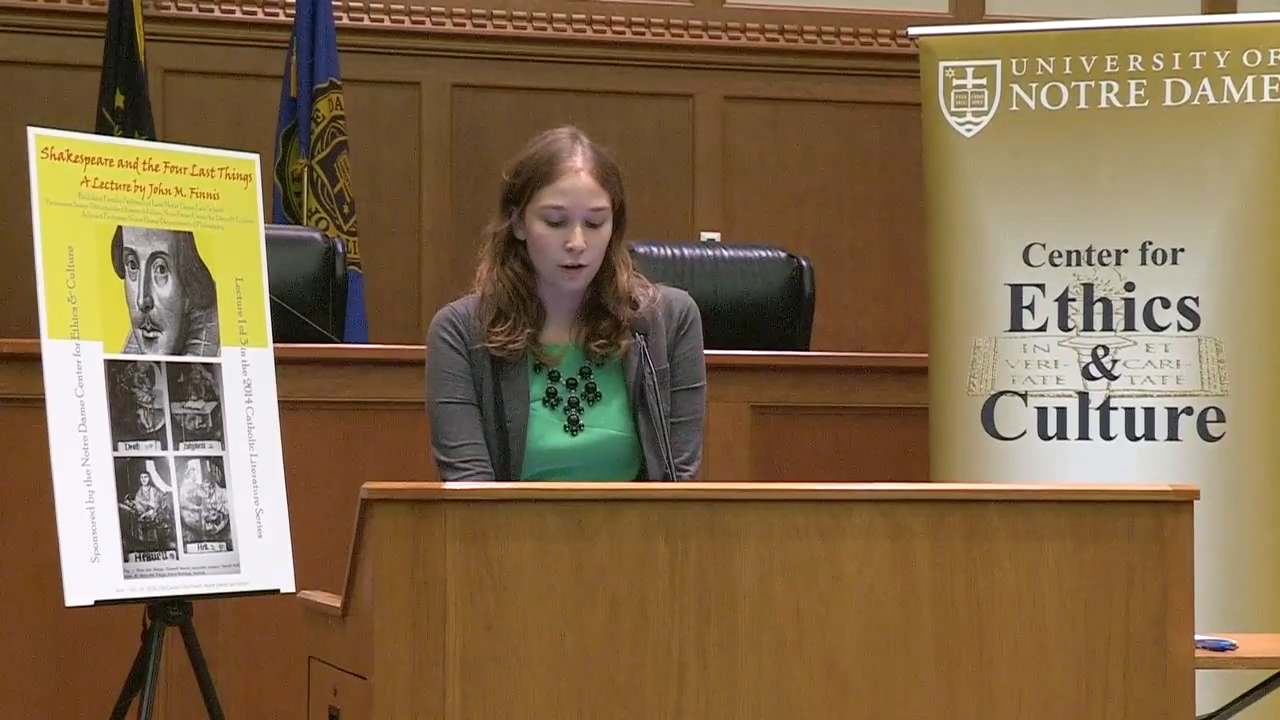 Shakespeare and the Four Last Things
A Lecture by John M. Finnis
Sponsored by the Notre Dame Center for Ethics & Culture
Lecture 1 of 3 in the 2014 Catholic Literature Series
Death
Judgment
Heaven
Hell
UNIVERSITY OF
NOTRE DAME
Center for
Ethics
&
Culture
IN ET
VERI- CARI-
TATE TATE